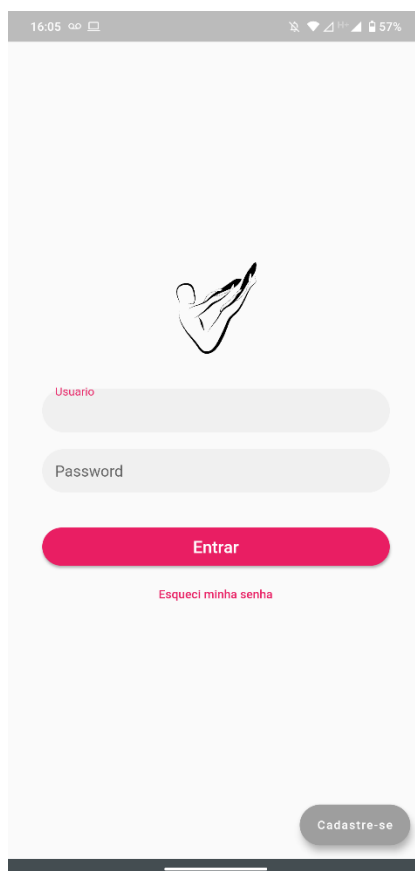 16:05 H+ 57%
Usuario
Password
Entrar
Esqueci minha senha
Cadastre-se